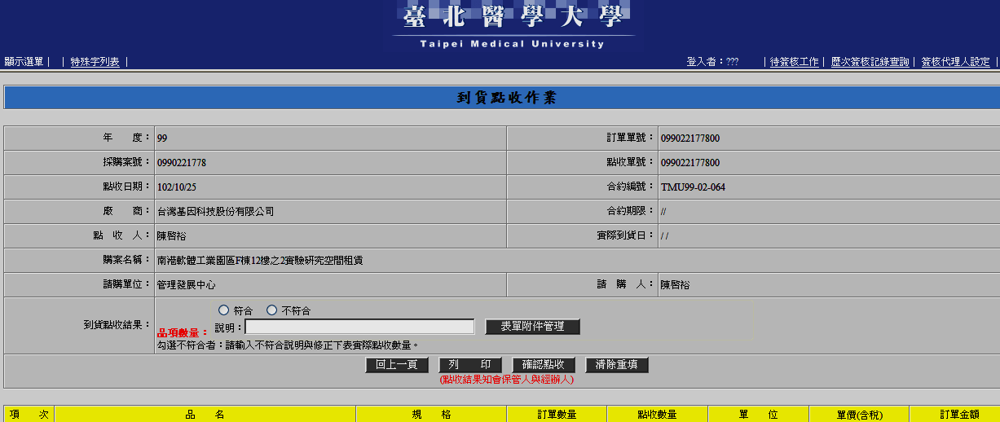 臺北醫學大學
Taipei Medical University
顯示選單 | | 特殊字列表 | 登入者：??? | 待簽核工作 | 歷次簽核記錄查詢 | 簽核代理人設定 |
到貨點收作業
年 度： 99 訂單單號： 099022177800
採購案號： 0990221778 點收單號： 099022177800
點收日期： 102/10/25 合約編號： TMU99-02-064
廠 商： 台灣基因科技股份有限公司 合約期限： //
點 收 人： 陳啓裕 實際到貨日： / /
購案名稱： 南港軟體工業園區F棟12樓之2實驗研究空間租賃
請購單位： 管理發展中心 請 購 人： 陳啓裕
符合 不符合
到貨點收結果： 品項數量： 說明： 表單附件管理
勾選不符合者：請輸入不符合說明與修正下表實際點收數量。
回上一頁 列 印 確認點收 清除重填
(點收結果知會保管人與經辦人)
項 次 品 名 規 格 訂單數量 點收數量 單 位 單價(含稅) 訂單金額